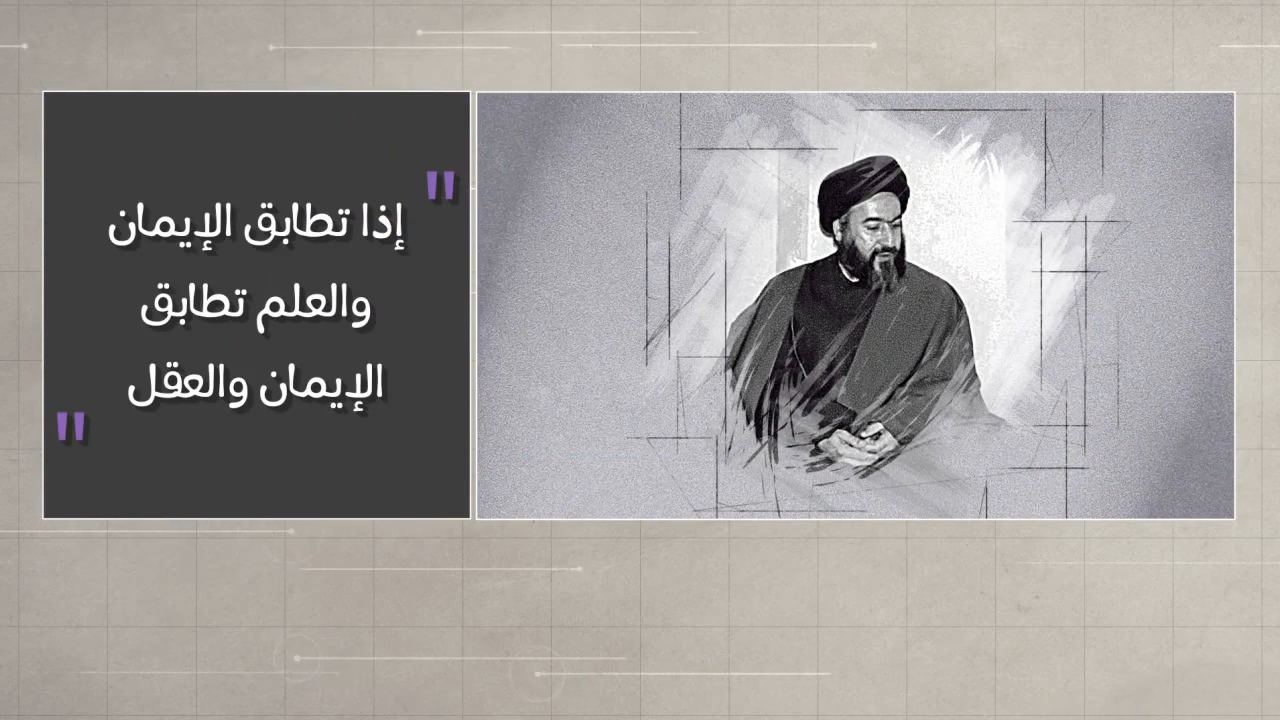 "إذا تطابق الإيمان
والعلم تطابق
الإيمان والعقل"